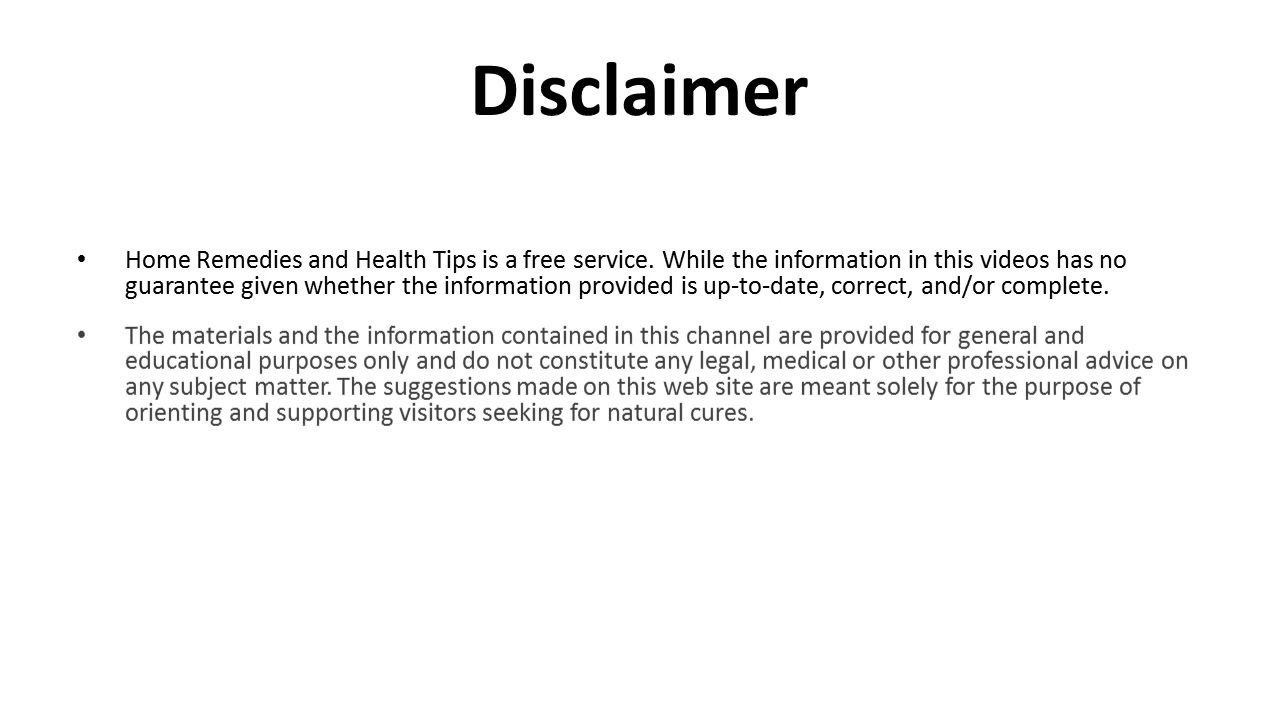 Disclaimer
• Home Remedies and Health Tips is a free service. While the information in this videos has no
guarantee given whether the information provided is up-to-date, correct, and/or complete.
• The materials and the information contained in this channel are provided for general and
educational purposes only and do not constitute any legal, medical or other professional advice on
any subject matter. The suggestions made on this web site are meant solely for the purpose of
orienting and supporting visitors seeking for natural cures.